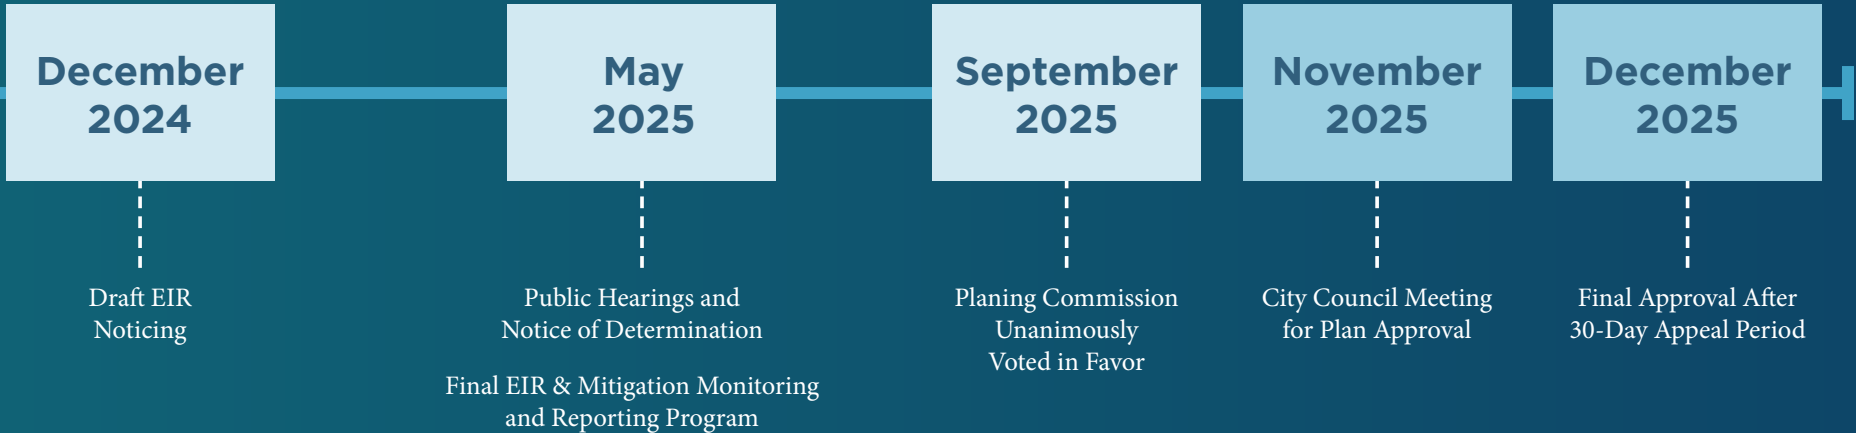 December
2024
May
2025
September
2025
November
2025
December
2025
Draft EIR
Noticing
Public Hearings and
Notice of Determination
Final EIR & Mitigation Monitoring
and Reporting Program
Planing Commission
Unanimously
Voted in Favor
City Council Meeting
for Plan Approval
Final Approval After
30-Day Appeal Period